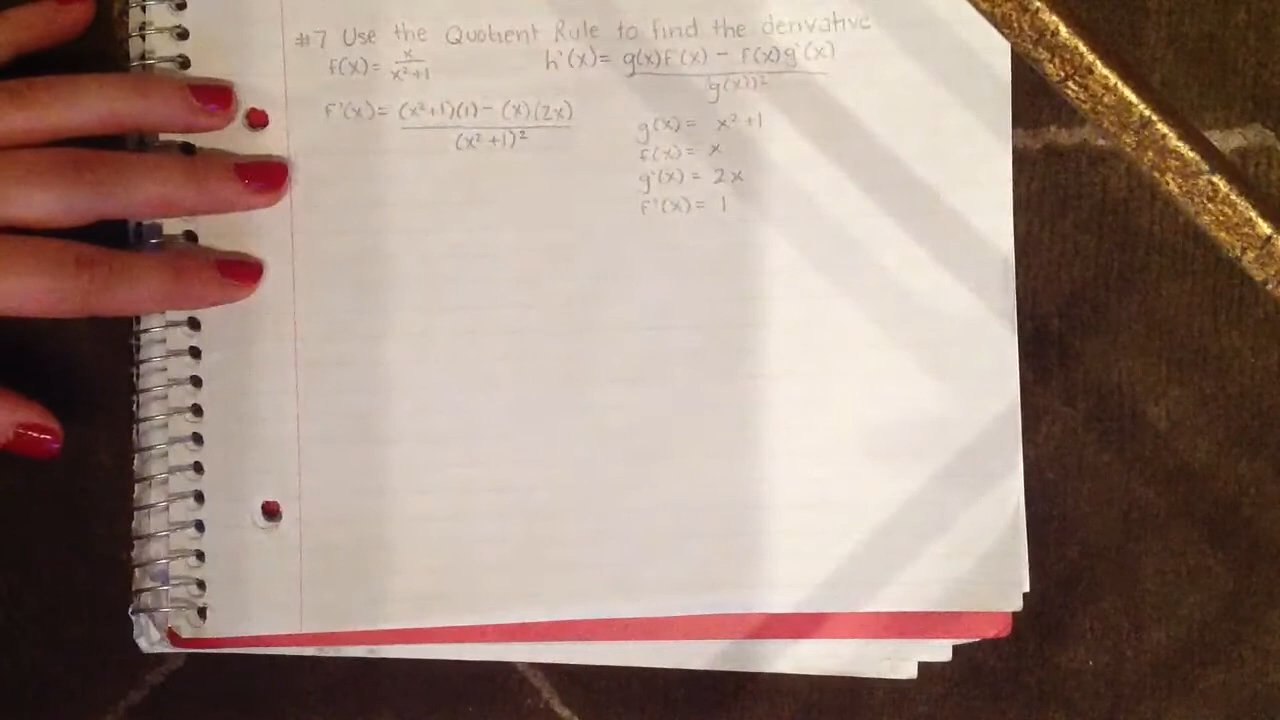 #7 Use the Quotient Rule to find the derivative
f(x) = x/x²+1
h'(x) = g(x)f'(x) - f(x)g'(x)/(g(x))²
f'(x) = (x²+1)(1) - (x)(2x)/(x²+1)²
g(x) = x²+1
f(x) = x
g'(x) = 2x
f'(x) = 1